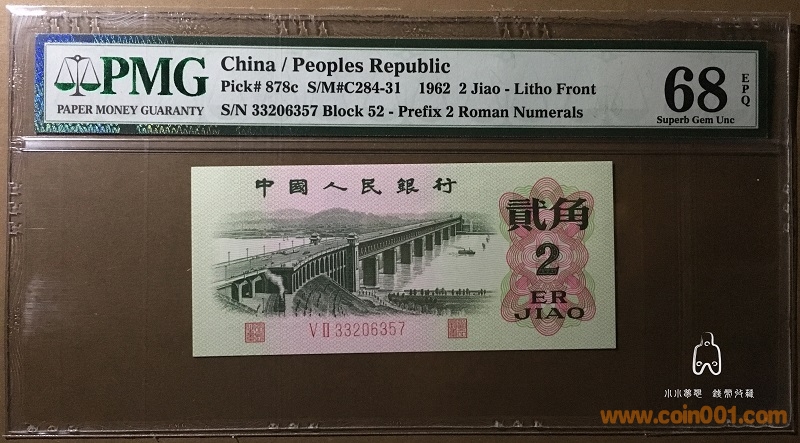 PMG
PAPER MONEY GUARANTY
China / Peoples Republic
Pick# 878c S/M#C284-31 1962 2 Jiao - Litho Front
S/N 33206357 Block 52 - Prefix 2 Roman Numerals
68
EPQ
Superb Gem Unc
中國人民銀行
貳角
2
ER
JIAO
V II 33206357
www.coin001.com